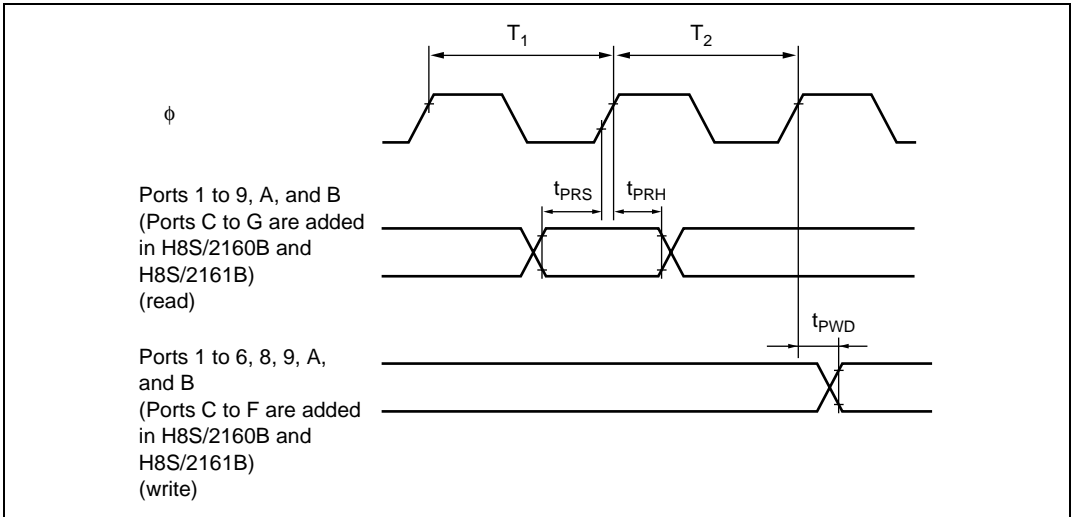 T1
T2
φ
Ports 1 to 9, A, and B
(Ports C to G are added
in H8S/2160B and
H8S/2161B)
(read)
tPRS
tPRH
Ports 1 to 6, 8, 9, A,
and B
(Ports C to F are added
in H8S/2160B and
H8S/2161B)
(write)
tPWD